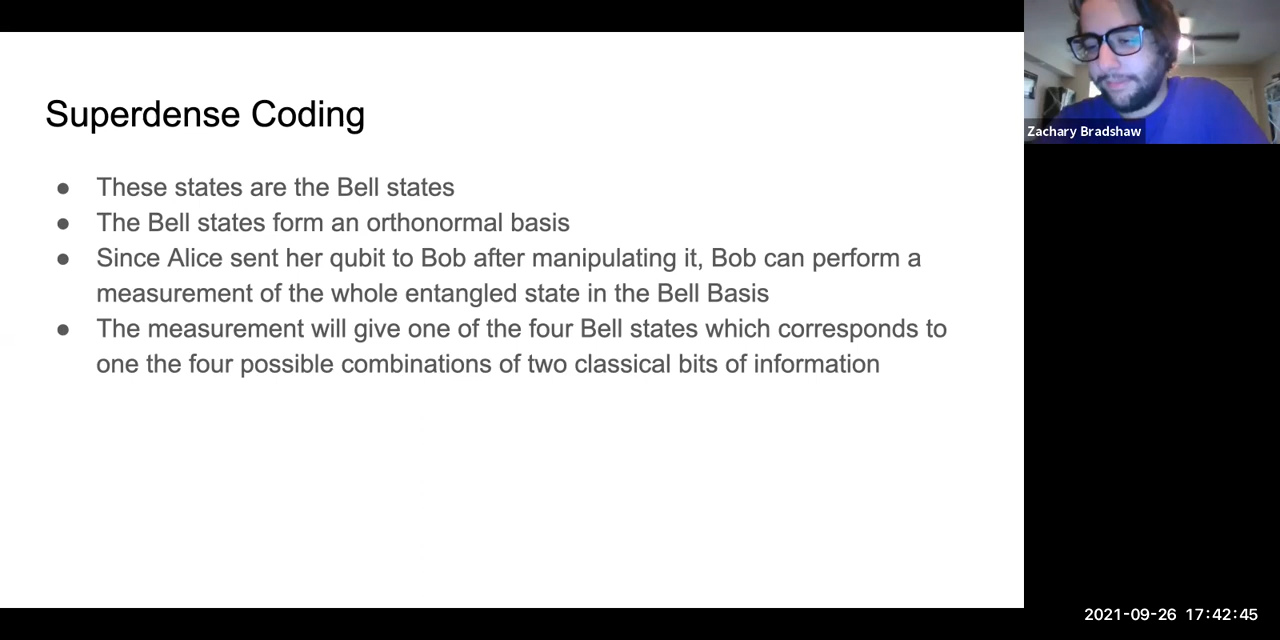 Superdense Coding
● These states are the Bell states
● The Bell states form an orthonormal basis
● Since Alice sent her qubit to Bob after manipulating it, Bob can perform a
measurement of the whole entangled state in the Bell Basis
● The measurement will give one of the four Bell states which corresponds to
one the four possible combinations of two classical bits of information
Zachary Bradshaw
2021-09-26 17:42:45